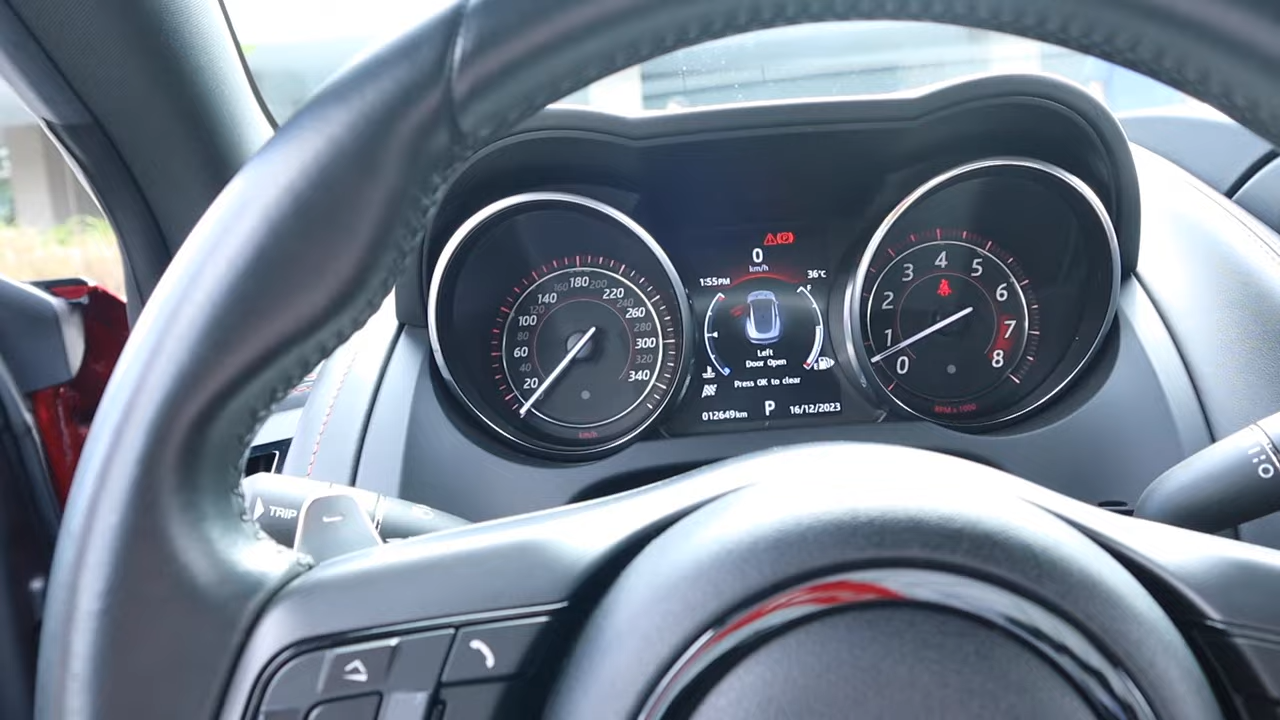 0
km/h
1:55PM
36°C
F
E
Left
Door Open
Press OK to clear
012649km
P
16/12/2023
20
40
60
80
100
120
140
160
180
200
220
240
260
280
300
320
340
km/h
0
1
2
3
4
5
6
7
8
RPM x 1000
TRIP